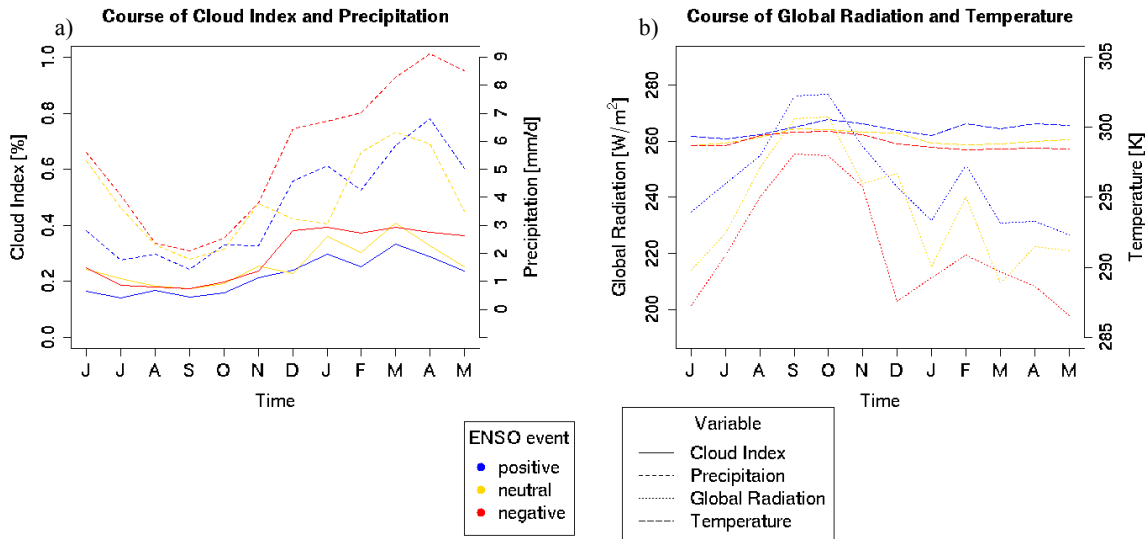 Course of Cloud Index and Precipitation
a)
Cloud Index [%]
1.0
0.8
0.6
0.4
0.2
0.0
Precipitation [mm/d]
9
8
7
6
5
4
3
2
1
0
J J A S O N D J F M A M
Time
Course of Global Radiation and Temperature
b)
Global Radiation [W/m²]
280
260
240
220
200
Temperature [K]
305
300
295
290
285
J J A S O N D J F M A M
Time
ENSO event
positive
neutral
negative
Variable
Cloud Index
Precipitaion
Global Radiation
Temperature